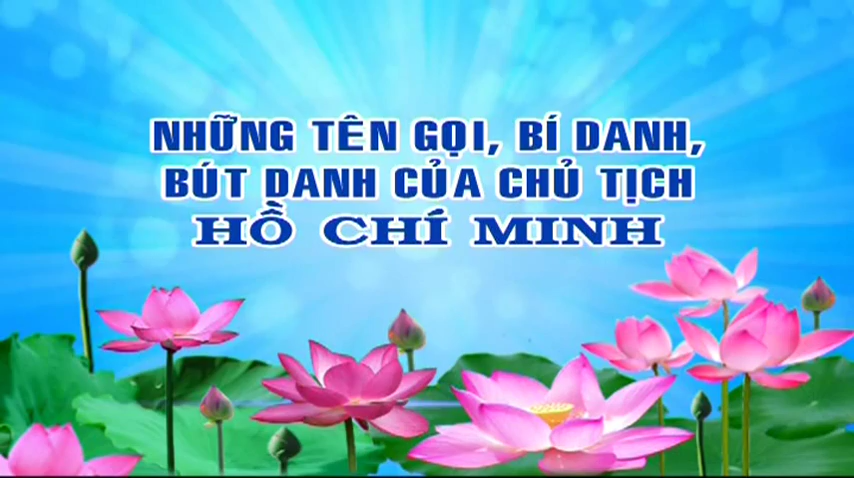 NHỮNG TÊN GỌI, BÍ DANH,
BÚT DANH CỦA CHỦ TỊCH
HỒ CHÍ MINH